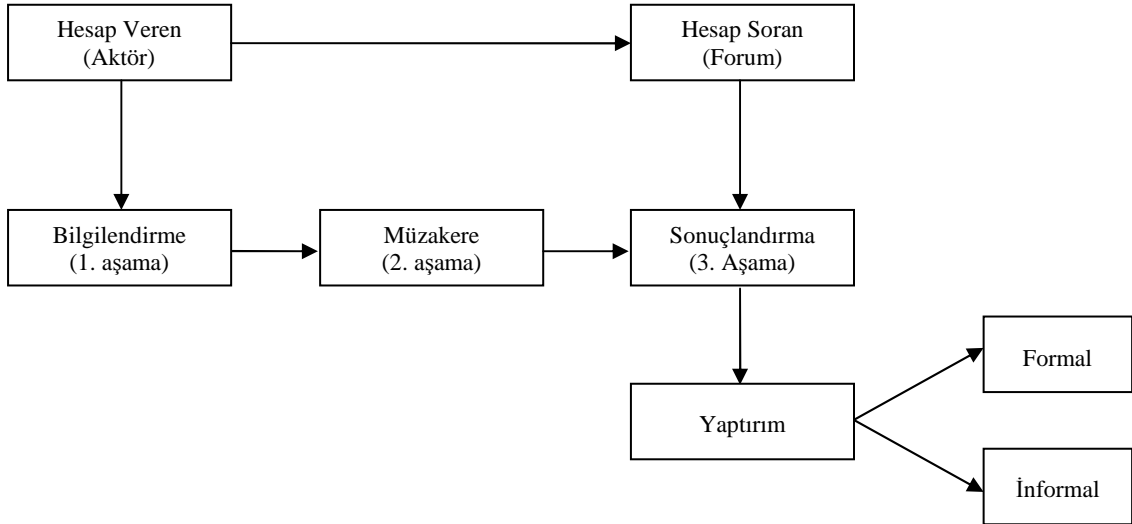 Hesap Veren
(Aktör)
Hesap Soran
(Forum)
Bilgilendirme
(1. aşama)
Müzakere
(2. aşama)
Sonuçlandırma
(3. Aşama)
Formal
Yaptırım
İnformal